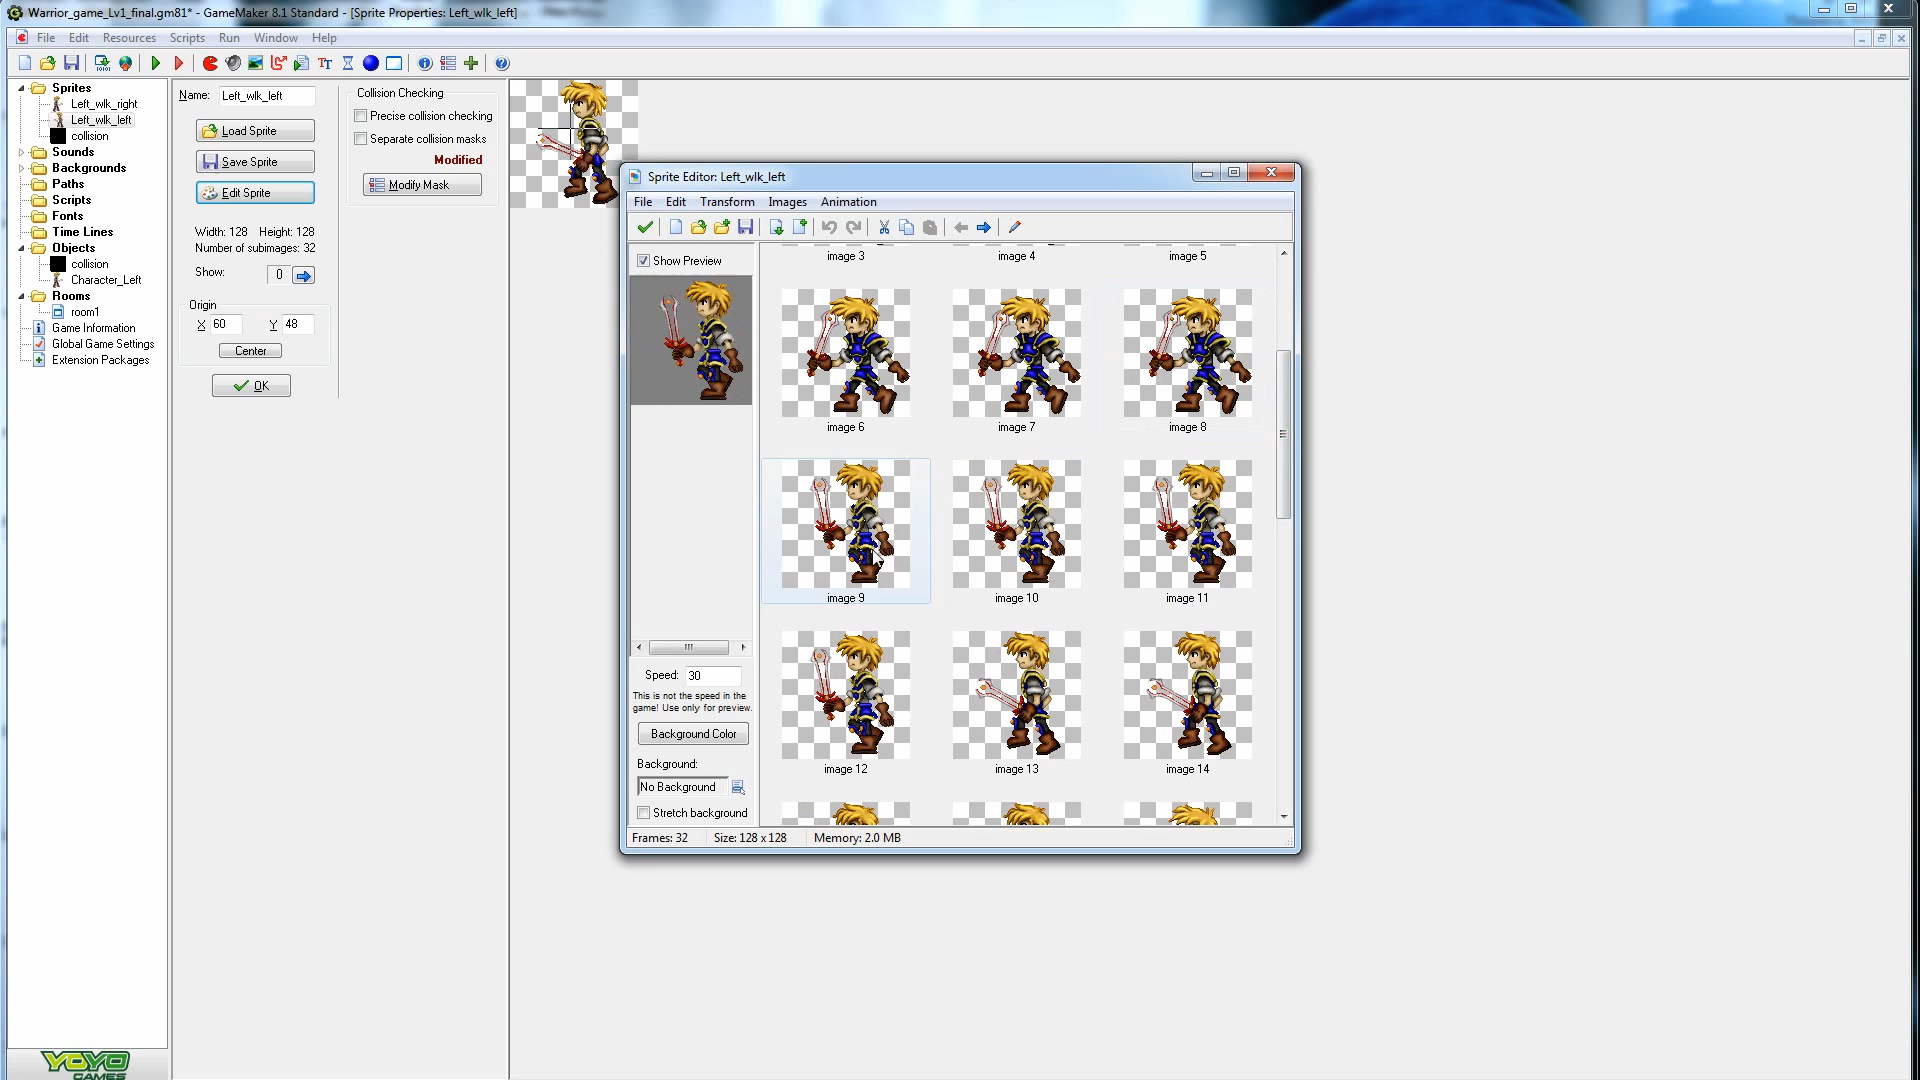 Warrior_game_Lv1_final.gm81* - GameMaker 8.1 Standard - [Sprite Properties: Left_wlk_left]
File Edit Resources Scripts Run Window Help
Sprites
Left_wlk_right
Left_wlk_left
collision
Sounds
Backgrounds
Paths
Scripts
Fonts
Time Lines
Objects
collision
Character_Left
Rooms
room1
Game Information
Global Game Settings
Extension Packages
YOYO
GAMES
Name: Left_wlk_left
Load Sprite
Save Sprite
Edit Sprite
Width: 128 Height: 128
Number of subimages: 32
Show: 0
Origin
X 60 Y 48
Center
OK
Collision Checking
Precise collision checking
Separate collision masks
Modified
Modify Mask
Sprite Editor: Left_wlk_left
File Edit Transform Images Animation
Show Preview
Speed: 30
This is not the speed in the
game! Use only for preview.
Background Color
Background:
No Background
Stretch background
image 3 image 4 image 5
image 6 image 7 image 8
image 9 image 10 image 11
image 12 image 13 image 14
Frames: 32 Size: 128 x 128 Memory: 2.0 MB